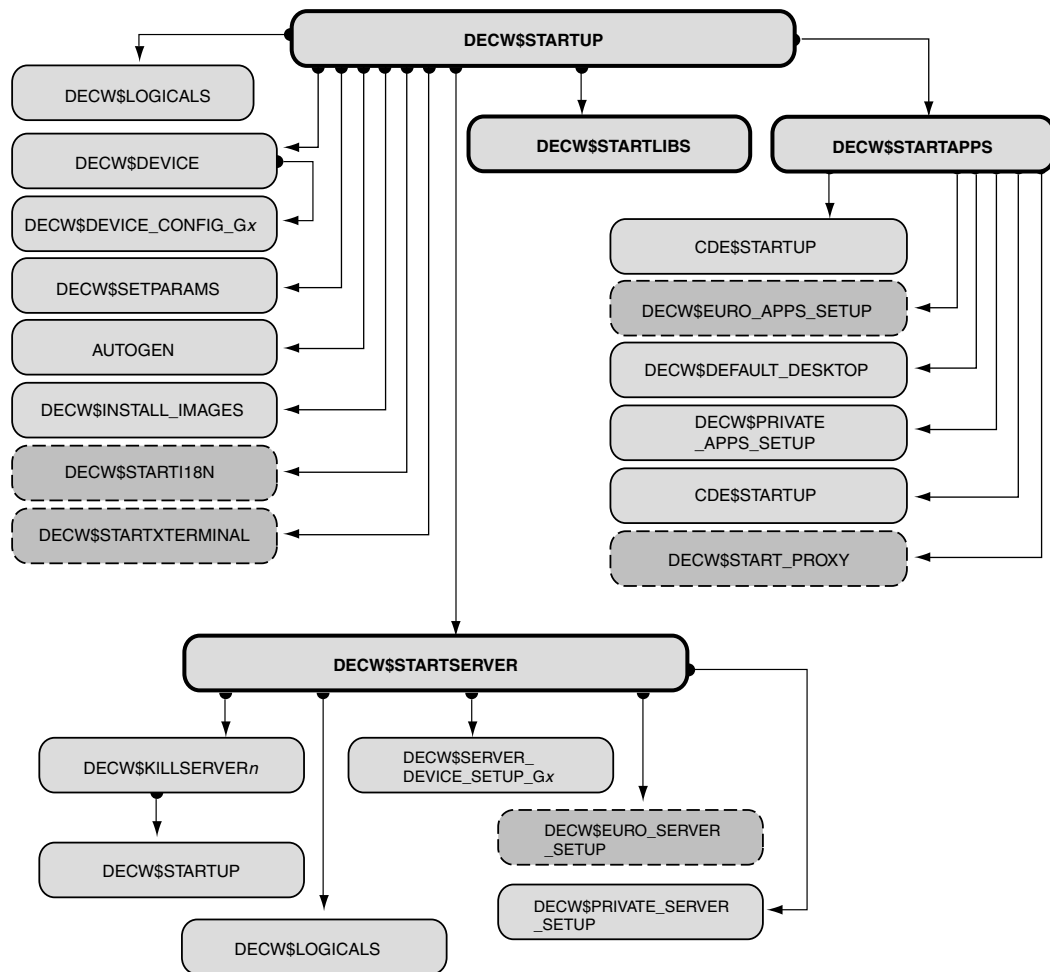 DECW$STARTUP
DECW$LOGICALS
DECW$STARTLIBS
DECW$STARTAPPS
DECW$DEVICE
DECW$DEVICE_CONFIG_Gx
DECW$SETPARAMS
AUTOGEN
DECW$INSTALL_IMAGES
DECW$STARTI18N
DECW$STARTXTERMINAL
CDE$STARTUP
DECW$EURO_APPS_SETUP
DECW$DEFAULT_DESKTOP
DECW$PRIVATE
_APPS_SETUP
CDE$STARTUP
DECW$START_PROXY
DECW$STARTSERVER
DECW$KILLSERVERn
DECW$SERVER_
DEVICE_SETUP_Gx
DECW$EURO_SERVER
_SETUP
DECW$STARTUP
DECW$PRIVATE_SERVER
_SETUP
DECW$LOGICALS